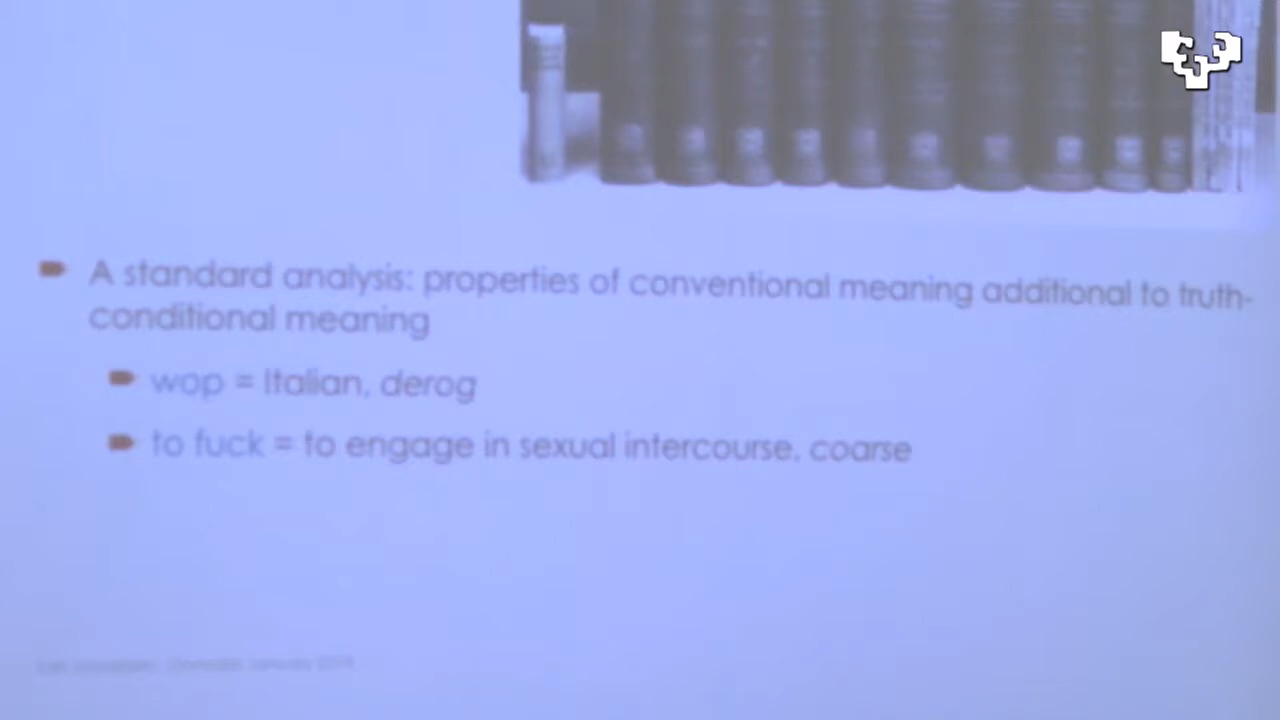 A standard analysis: properties of conventional meaning additional to truth-
conditional meaning
wop = Italian, derog
to fuck = to engage in sexual intercourse, coarse
January